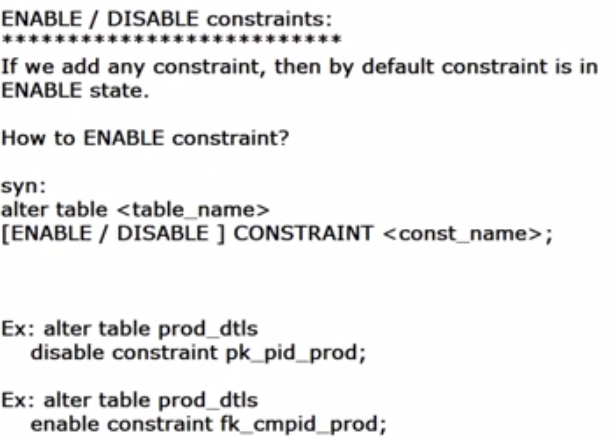 ENABLE / DISABLE constraints:
**************************
If we add any constraint, then by default constraint is in
ENABLE state.
How to ENABLE constraint?
syn:
alter table <table_name>
[ENABLE / DISABLE ] CONSTRAINT <const_name>;
Ex: alter table prod_dtls
disable constraint pk_pid_prod;
Ex: alter table prod_dtls
enable constraint fk_cmpid_prod;